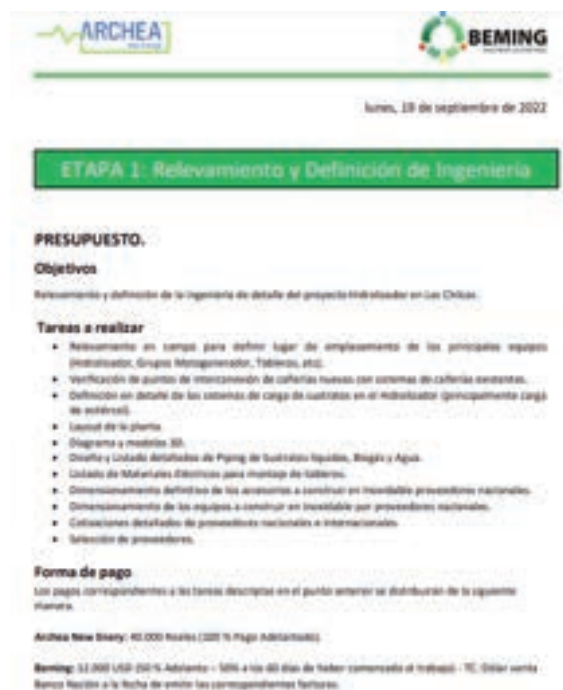 ARCHEA
BEMING
lunes, 19 de septiembre de 2022
ETAPA 1: Relevamiento y Definición de Ingeniería
PRESUPUESTO.
Objetivos
Relevamiento y definición de la ingeniería de detalle del proyecto Hidrolizador en Las Chilcas.
Tareas a realizar
• Relevamiento en campo para definir lugar de emplazamiento de los principales equipos
(Hidrolizador, Grupos Motogenerador, Tableros, etc).
• Verificación de puntos de interconexión de cañerías nuevas con sistemas de cañerías existentes.
• Definición en detalle de los sistemas de carga de sustratos en el Hidrolizador (principalmente carga
de estiércol).
• Layout de la planta.
• Diagrama y modelos 3D.
• Diseño y Listado detallados de Piping de Sustratos líquidos, Biogás y Agua.
• Listado de Materiales Eléctricos para montaje de tableros.
• Dimensionamiento definitivo de los accesorios a construir en inoxidable proveedores nacionales.
• Dimensionamiento de los equipos a construir en inoxidable por proveedores nacionales.
• Cotizaciones detalladas de proveedores nacionales e internacionales.
• Selección de proveedores.
Forma de pago
Los pagos correspondientes a las tareas descriptas en el punto anterior se distribuirán de la siguiente
manera.
Archea New Enery: 40.000 Reales (100 % Pago Adelantado).
Beming: 12.000 USD (50 % Adelanto – 50% a los 60 días de haber comenzado el trabajo) - TC. Dólar venta
Banco Nación a la fecha de emitir las correspondientes facturas.